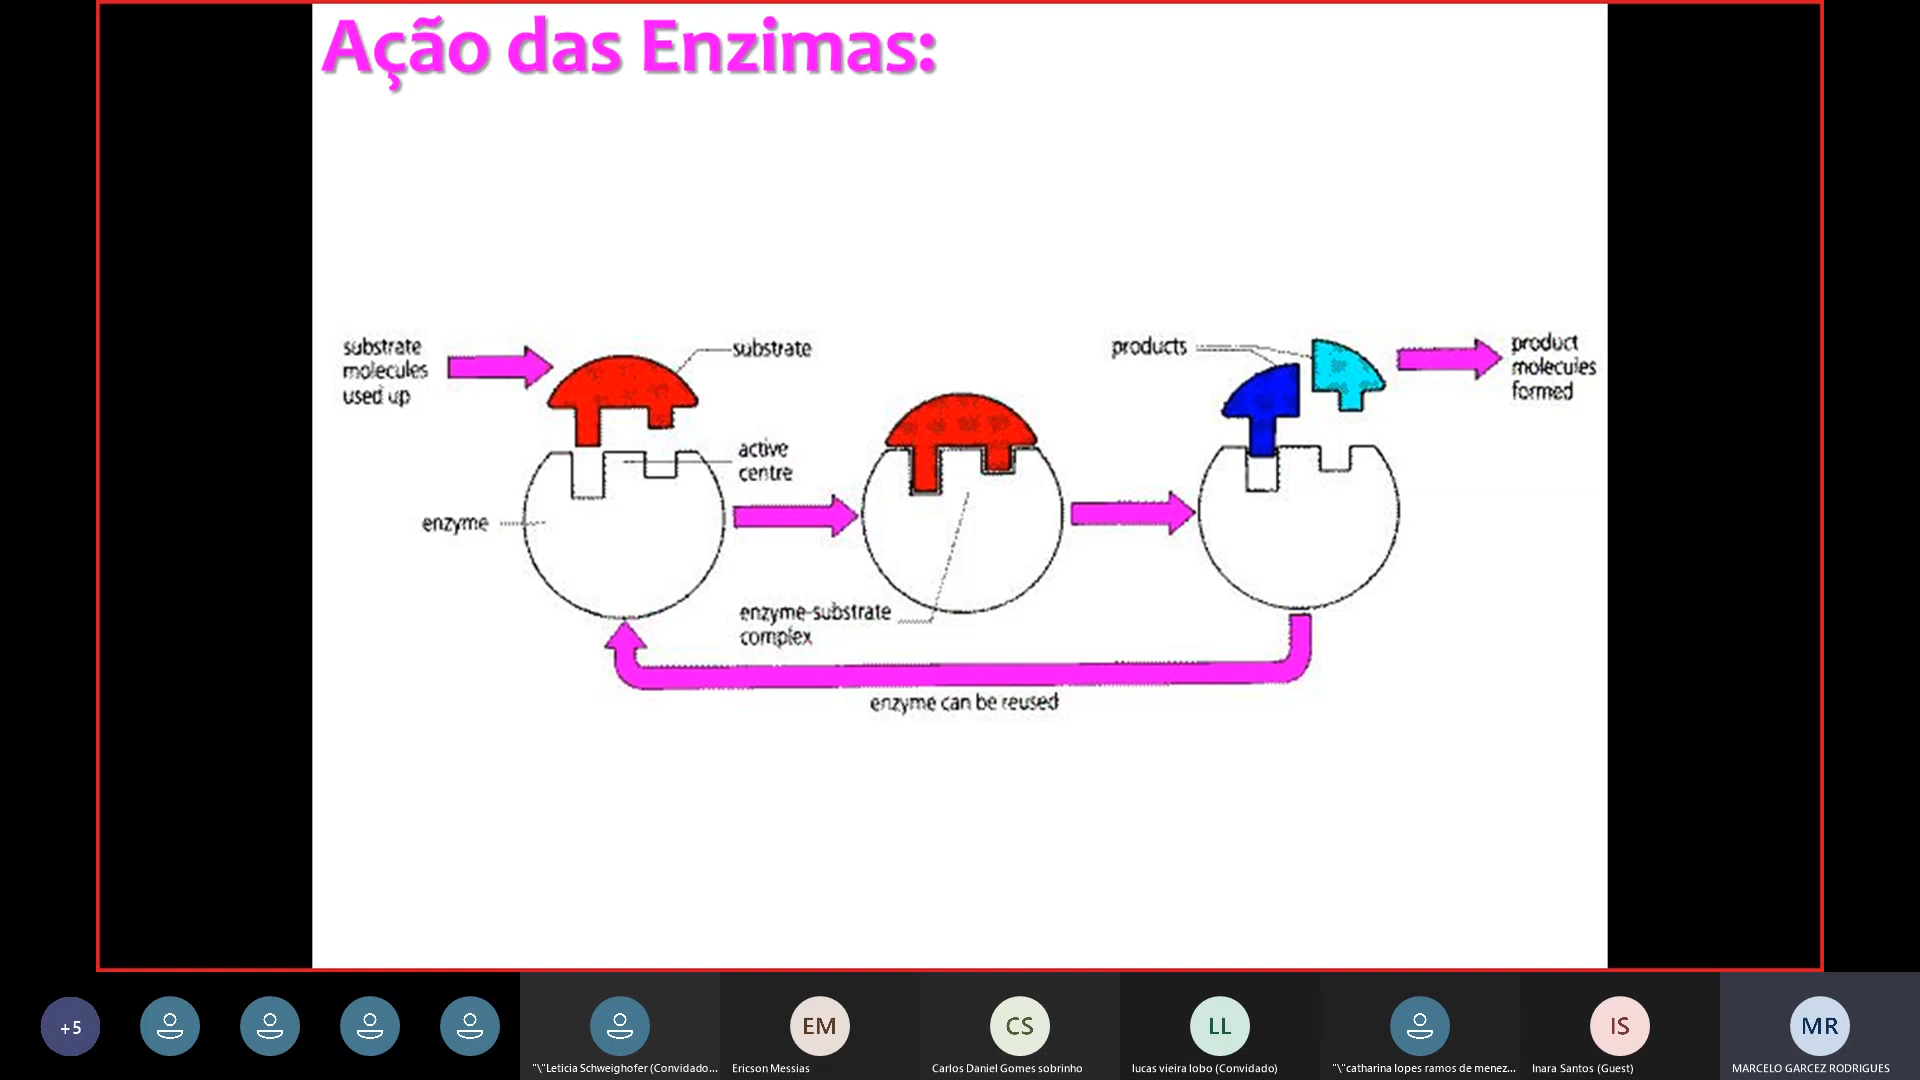 Ação das Enzimas:
substrate
molecules
used up
substrate
active
centre
enzyme
enzyme-substrate
complex
products
product
molecules
formed
enzyme can be reused
+5
"\"Leticia Schweighofer (Convidado...
EM
Ericson Messias
CS
Carlos Daniel Gomes sobrinho
LL
lucas vieira lobo (Convidado)
"\"catharina lopes ramos de menez...
IS
Inara Santos (Guest)
MR
MARCELO GARCEZ RODRIGUES